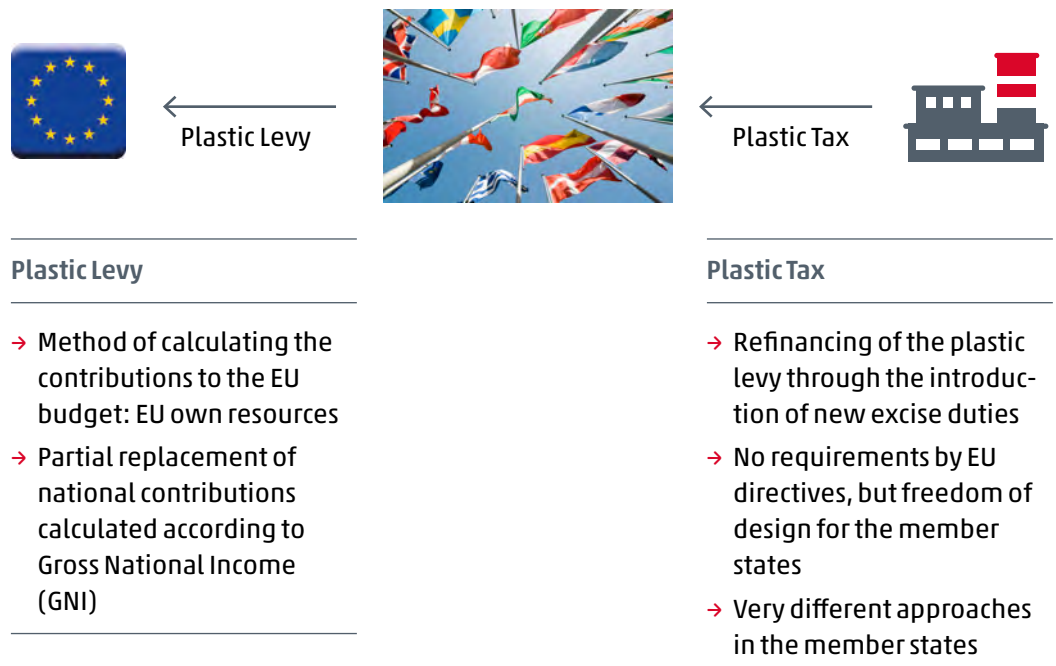 Plastic Levy
Plastic Tax
Plastic Levy
→ Method of calculating the
contributions to the EU
budget: EU own resources
→ Partial replacement of
national contributions
calculated according to
Gross National Income
(GNI)
Plastic Tax
→ Refinancing of the plastic
levy through the introduc-
tion of new excise duties
→ No requirements by EU
directives, but freedom of
design for the member
states
→ Very different approaches
in the member states